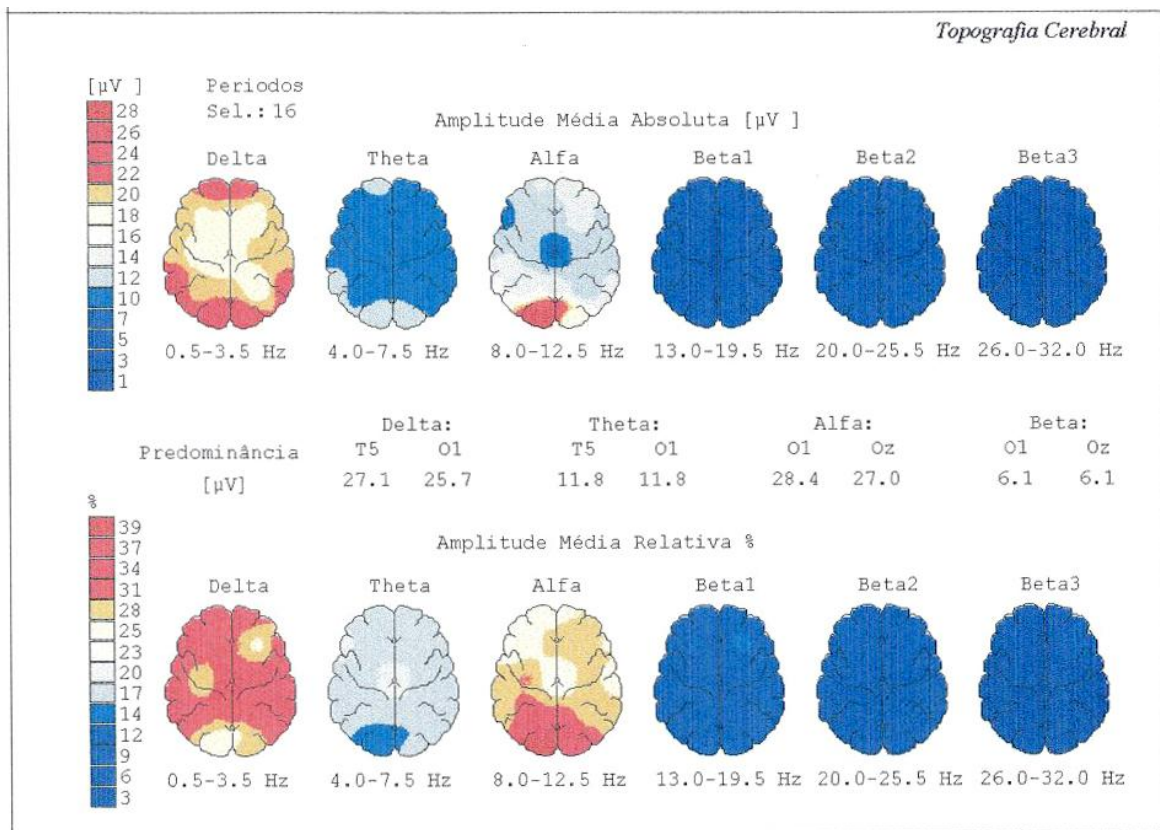 Topografia Cerebral
[µV ]
Periodos
Sel.: 16
28
26
24
22
20
18
16
14
12
10
7
5
3
1
Amplitude Média Absoluta [µV ]
Delta Theta Alfa Beta1 Beta2 Beta3
0.5-3.5 Hz 4.0-7.5 Hz 8.0-12.5 Hz 13.0-19.5 Hz 20.0-25.5 Hz 26.0-32.0 Hz
Delta: Theta: Alfa: Beta:
Predominância T5 O1 T5 O1 O1 Oz O1 Oz
[µV] 27.1 25.7 11.8 11.8 28.4 27.0 6.1 6.1
%
39
37
34
31
28
25
23
20
17
14
12
9
6
3
Amplitude Média Relativa %
Delta Theta Alfa Beta1 Beta2 Beta3
0.5-3.5 Hz 4.0-7.5 Hz 8.0-12.5 Hz 13.0-19.5 Hz 20.0-25.5 Hz 26.0-32.0 Hz